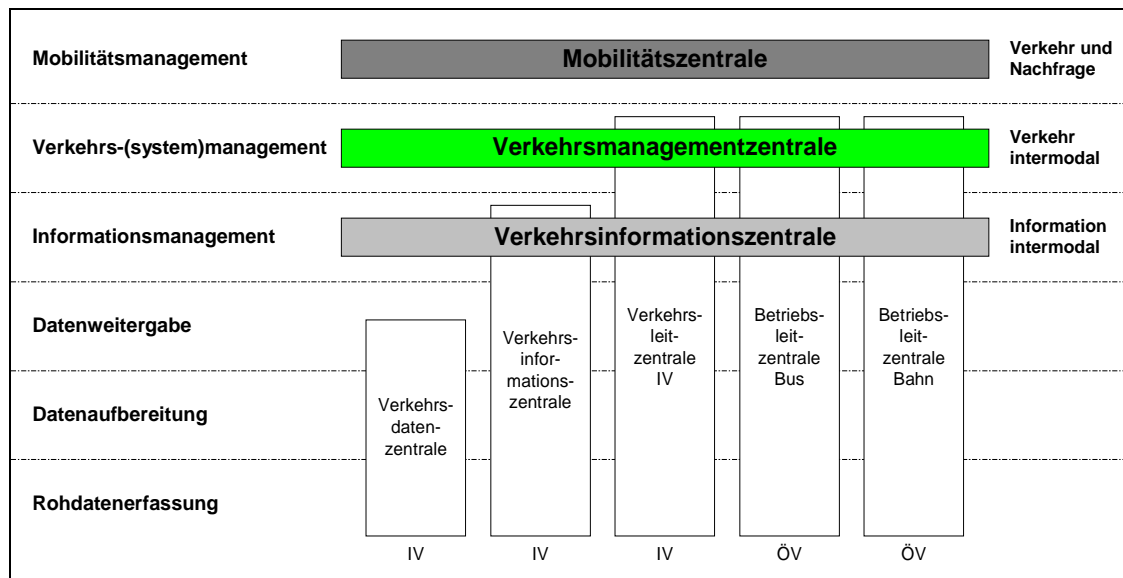 Mobilitätsmanagement
Mobilitätszentrale
Verkehr und
Nachfrage
Verkehrs-(system)management
Verkehrsmanagementzentrale
Verkehr
intermodal
Informationsmanagement
Verkehrsinformationszentrale
Information
intermodal
Datenweitergabe
Datenaufbereitung
Rohdatenerfassung
Verkehrs-
daten-
zentrale
Verkehrs-
infor-
mations-
zentrale
Verkehrs-
leit-
zentrale
IV
Betriebs-
leit-
zentrale
Bus
Betriebs-
leit-
zentrale
Bahn
IV
IV
IV
ÖV
ÖV